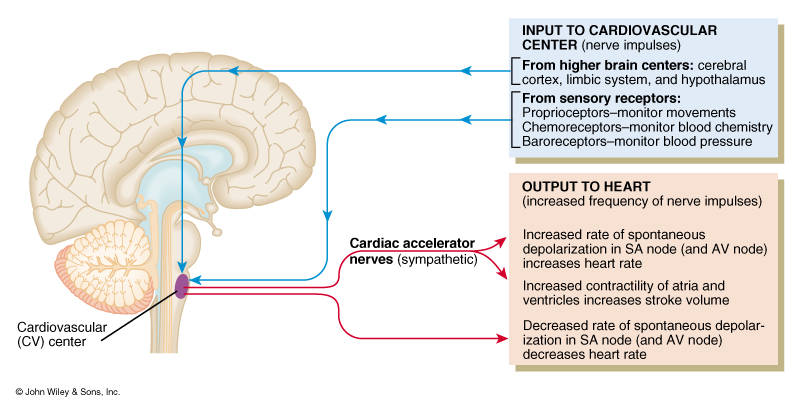 INPUT TO CARDIOVASCULAR
CENTER (nerve impulses)
From higher brain centers: cerebral
cortex, limbic system, and hypothalamus
From sensory receptors:
Proprioceptors–monitor movements
Chemoreceptors–monitor blood chemistry
Baroreceptors–monitor blood pressure
OUTPUT TO HEART
(increased frequency of nerve impulses)
Cardiac accelerator
nerves (sympathetic)
Increased rate of spontaneous
depolarization in SA node (and AV node)
increases heart rate
Increased contractility of atria and
ventricles increases stroke volume
Decreased rate of spontaneous depolar-
ization in SA node (and AV node)
decreases heart rate
Cardiovascular
(CV) center
© John Wiley & Sons, Inc.